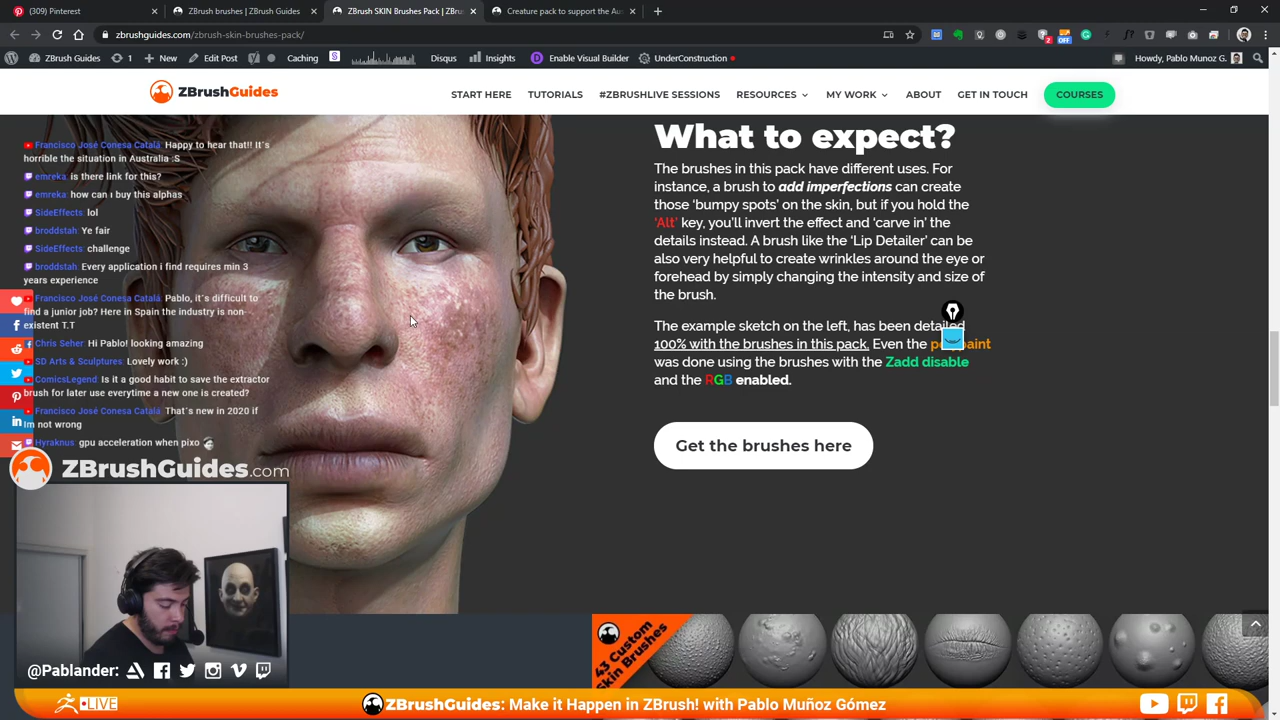 (309) Pinterest
ZBrush brushes | ZBrush Guides
ZBrush SKIN Brushes Pack | ZBru
Creature pack to support the Au
zbrushguides.com/zbrush-skin-brushes-pack/
ZBrush Guides
1
New
Edit Post
Caching
Disqus
Insights
Enable Visual Builder
UnderConstruction
Howdy, Pablo Munoz G.
ZBrushGuides
START HERE
TUTORIALS
#ZBRUSHLIVE SESSIONS
RESOURCES
MY WORK
ABOUT
GET IN TOUCH
COURSES
What to expect?
The brushes in this pack have different uses. For
instance, a brush to add imperfections can create
those ‘bumpy spots’ on the skin, but if you hold the
‘Alt’ key, you’ll invert the effect and ‘carve in’ the
details instead. A brush like the ‘Lip Detailer’ can be
also very helpful to create wrinkles around the eye or
forehead by simply changing the intensity and size of
the brush.
The example sketch on the left, has been detailed
100% with the brushes in this pack. Even the
was done using the brushes with the Zadd disable
and the RGB enabled.
Get the brushes here
Francisco José Conesa Catalá: Happy to hear that!! It´s
horrible the situation in Australia :S
emreka: is there link for this?
emreka: how can ı buy this alphas
SideEffects: lol
broddstah: Ye fair
SideEffects: challenge
broddstah: Every application i find requires min 3
years experience
Francisco José Conesa Catalá: Pablo, it´s difficult to
find a junior job? Here in Spain the industry is non-
existent T.T
Chris Seher: Hi Pablo! looking amazing
SD Arts & Sculptures: Lovely work :)
ComicsLegend: Is it a good habit to save the extractor
brush for later use everytime a new one is created?
Francisco José Conesa Catalá: That´s new in 2020 if
Im not wrong
Hyraknus: gpu acceleration when pixo
ZBrushGuides.com
43 Custom
Skin Brushes
@Pablander:
LIVE
ZBrushGuides: Make it Happen in ZBrush! with Pablo Muñoz Gómez